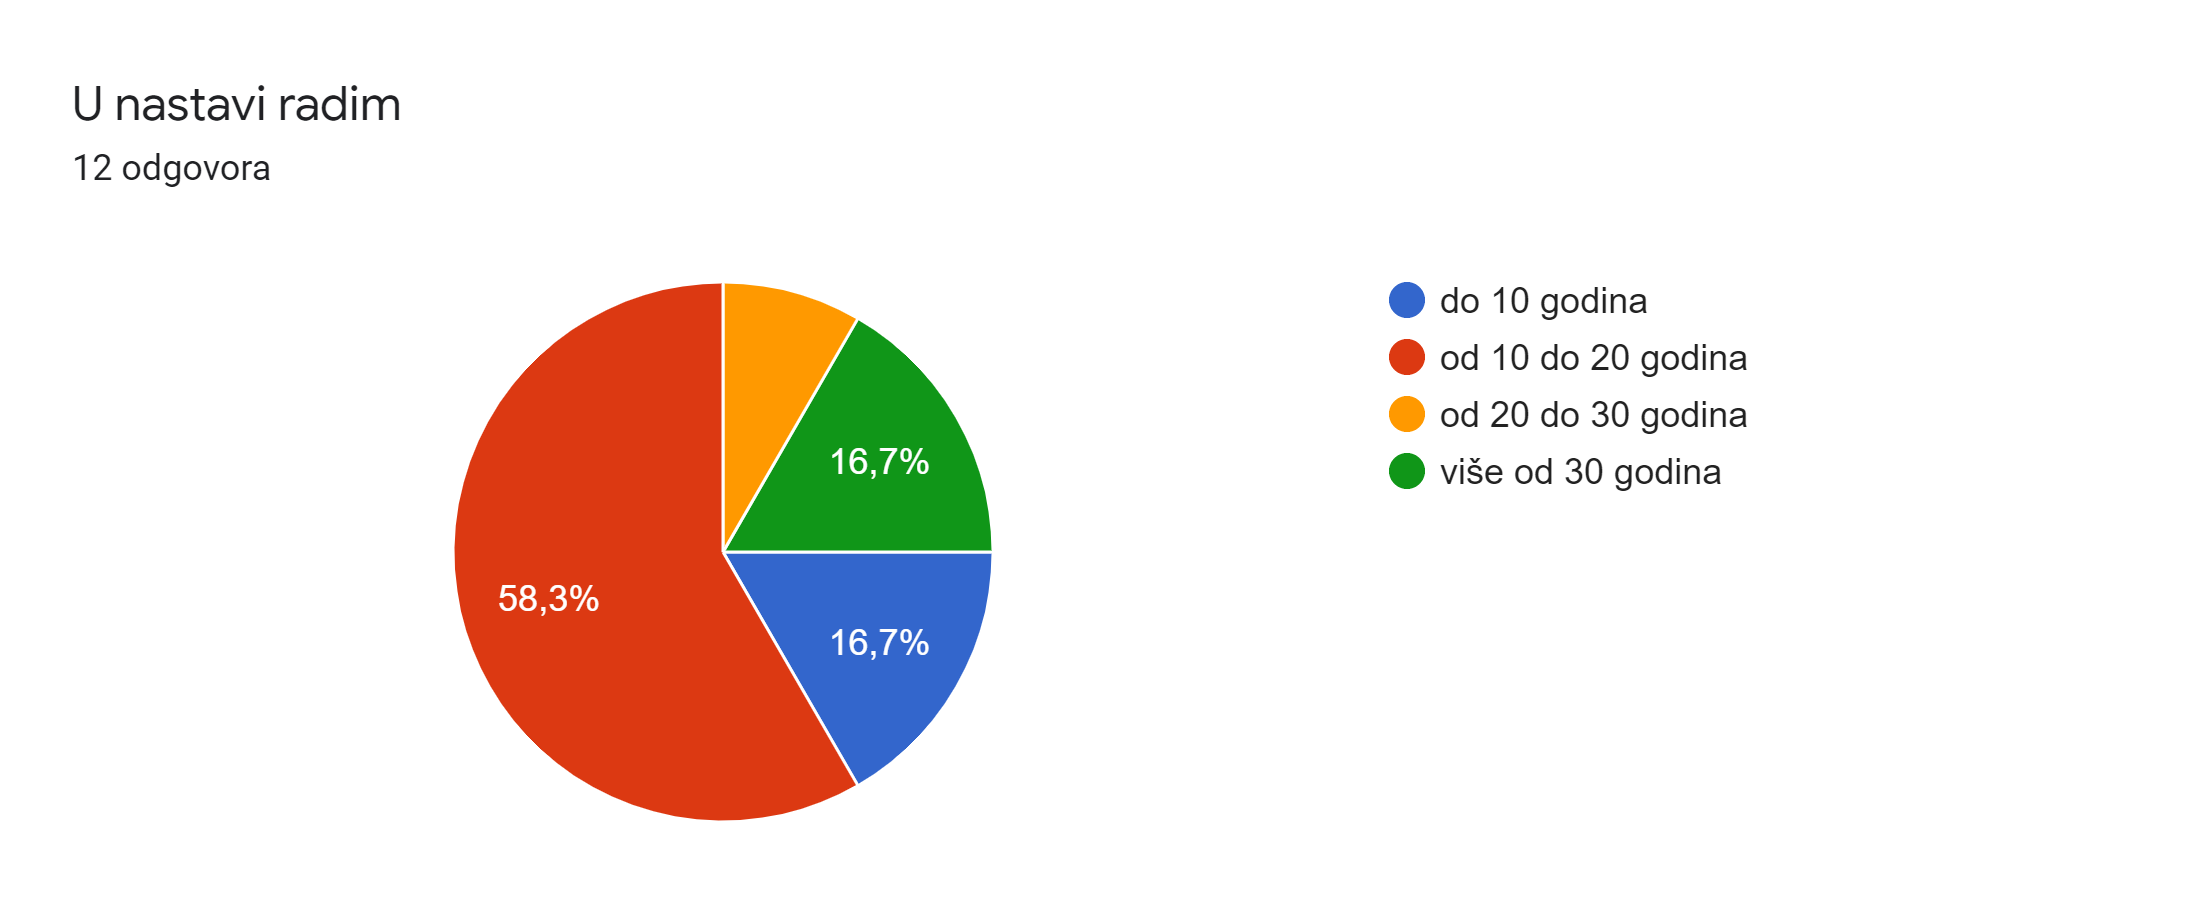 U nastavi radim
12 odgovora
do 10 godina
od 10 do 20 godina
od 20 do 30 godina
više od 30 godina
16,7%
58,3%
16,7%